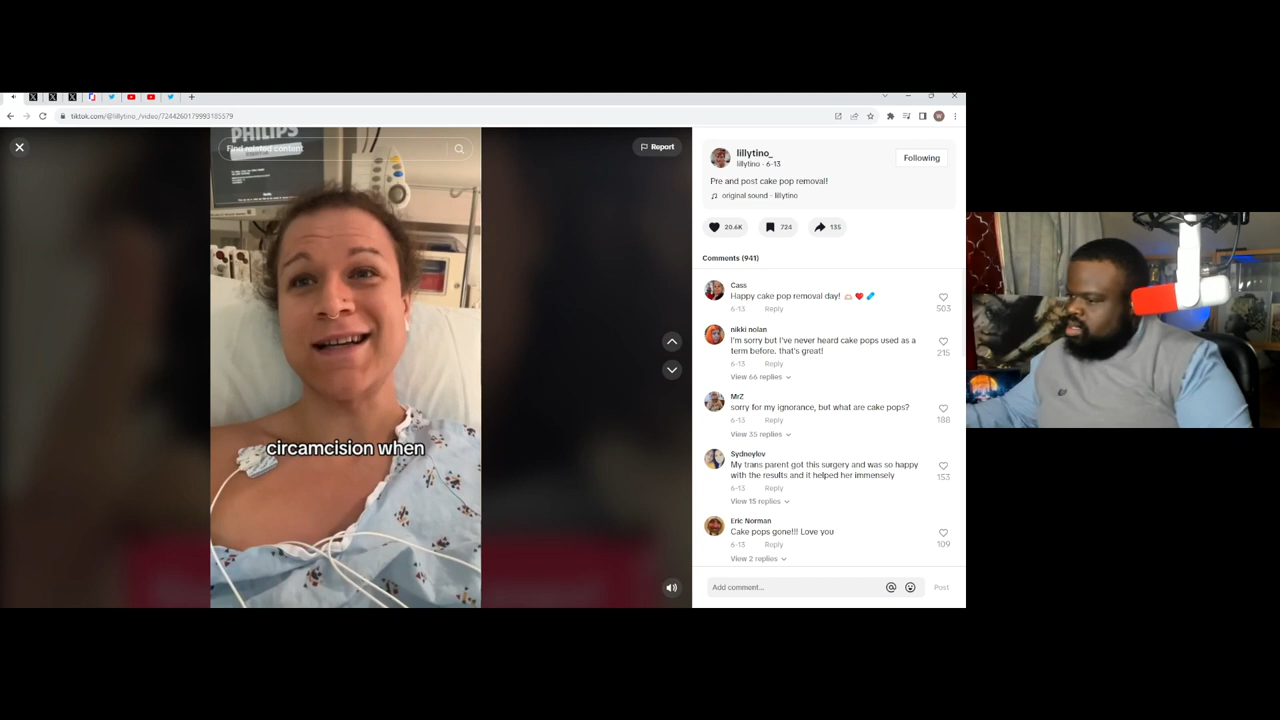 tiktok.com/@lillytino_/video/7244260179993185579
PHILIPS
Find related content
Report
circamcision when
lillytino_
lillytino · 6-13
Following
Pre and post cake pop removal!
original sound - lillytino
20.6K
724
135
Comments (941)
Cass
Happy cake pop removal day!
6-13 Reply
503
nikki nolan
I'm sorry but I've never heard cake pops used as a
term before. that's great!
6-13 Reply
215
View 66 replies
MrZ
sorry for my ignorance, but what are cake pops?
6-13 Reply
188
View 35 replies
Sydneylov
My trans parent got this surgery and was so happy
with the results and it helped her immensely
6-13 Reply
153
View 15 replies
Eric Norman
Cake pops gone!!! Love you
6-13 Reply
109
View 2 replies
Add comment...
Post